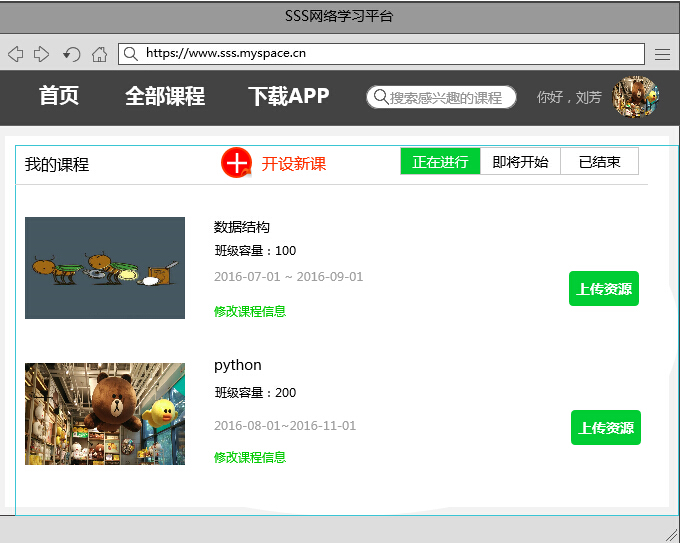 SSS网络学习平台
https://www.sss.myspace.cn
首页 全部课程 下载APP 搜索感兴趣的课程 你好，刘芳
我的课程 开设新课 正在进行 即将开始 已结束
数据结构
班级容量：100
2016-07-01 ~ 2016-09-01
上传资源
修改课程信息
python
班级容量：200
2016-08-01~2016-11-01
上传资源
修改课程信息